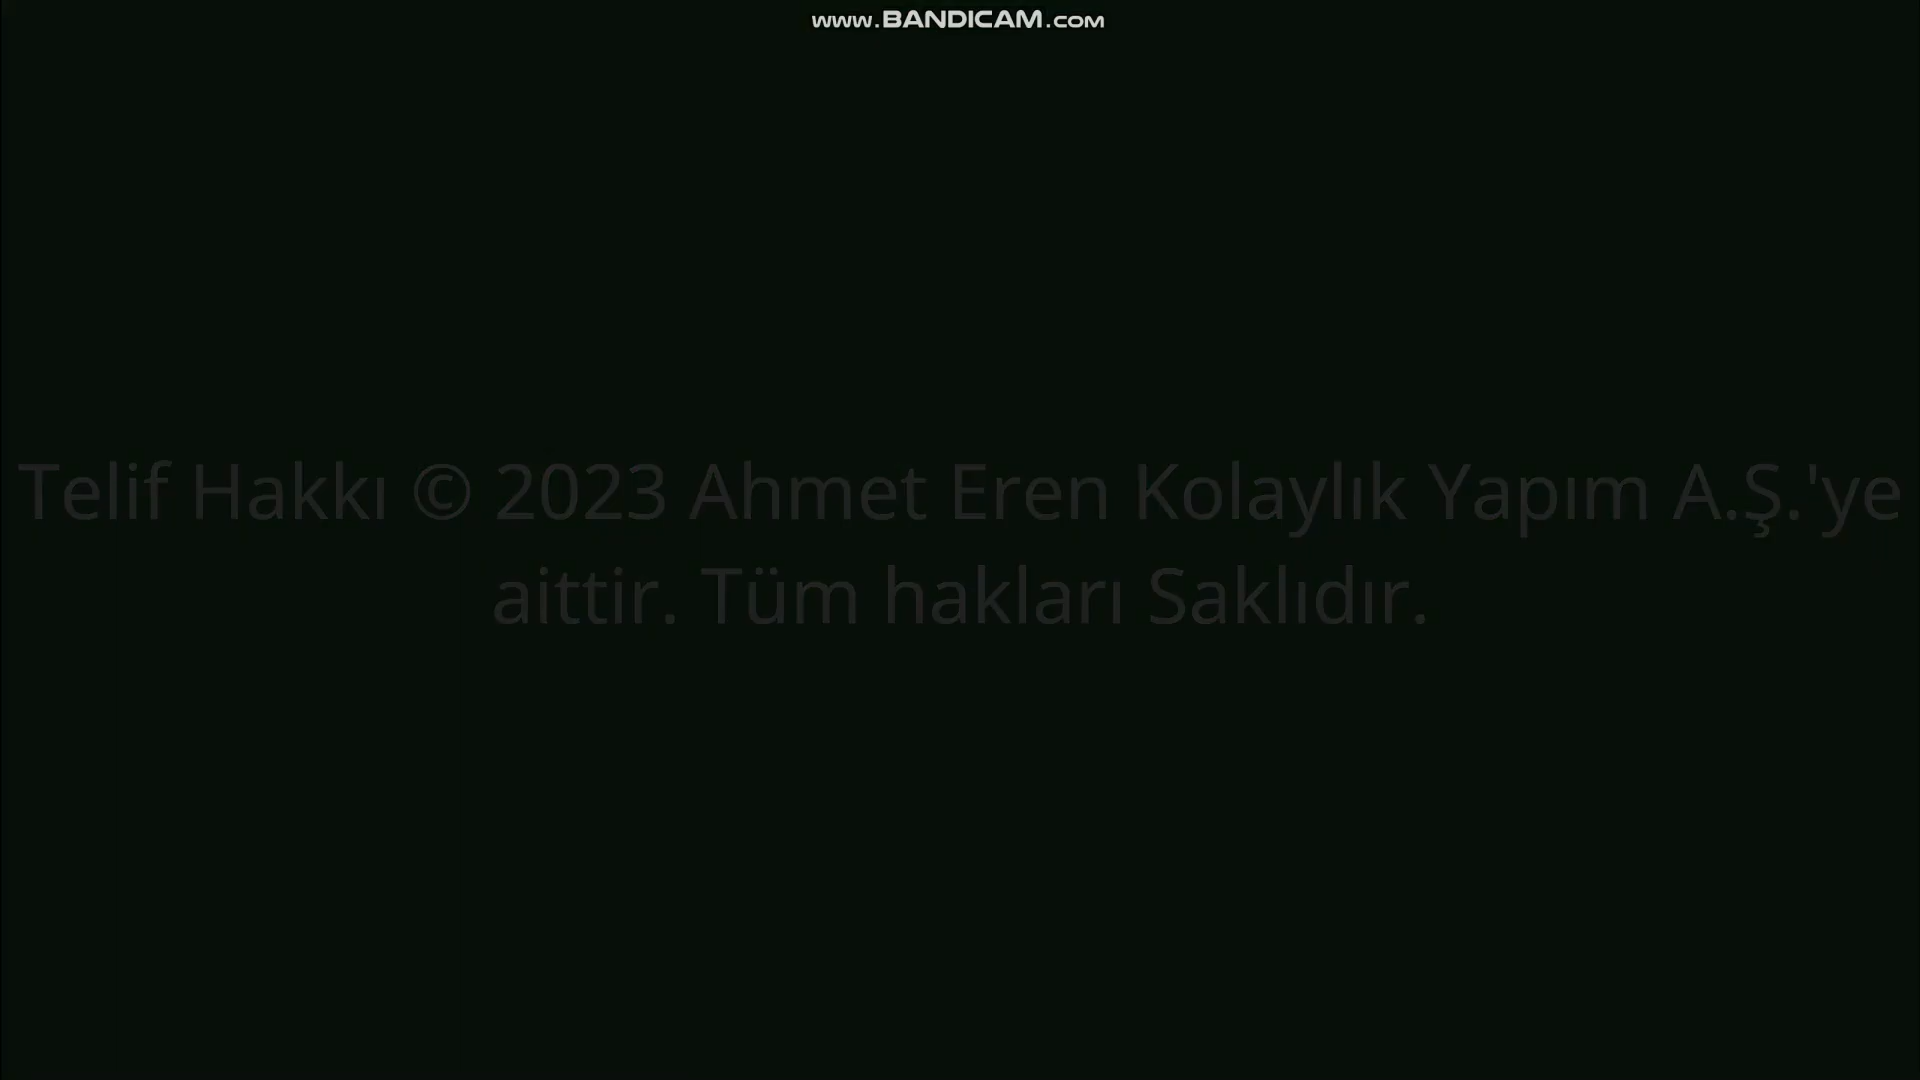 www.BANDICAM.com
Telif Hakkı © 2023 Ahmet Eren Kolaylık Yapım A.Ş.'ye
aittir. Tüm hakları Saklıdır.